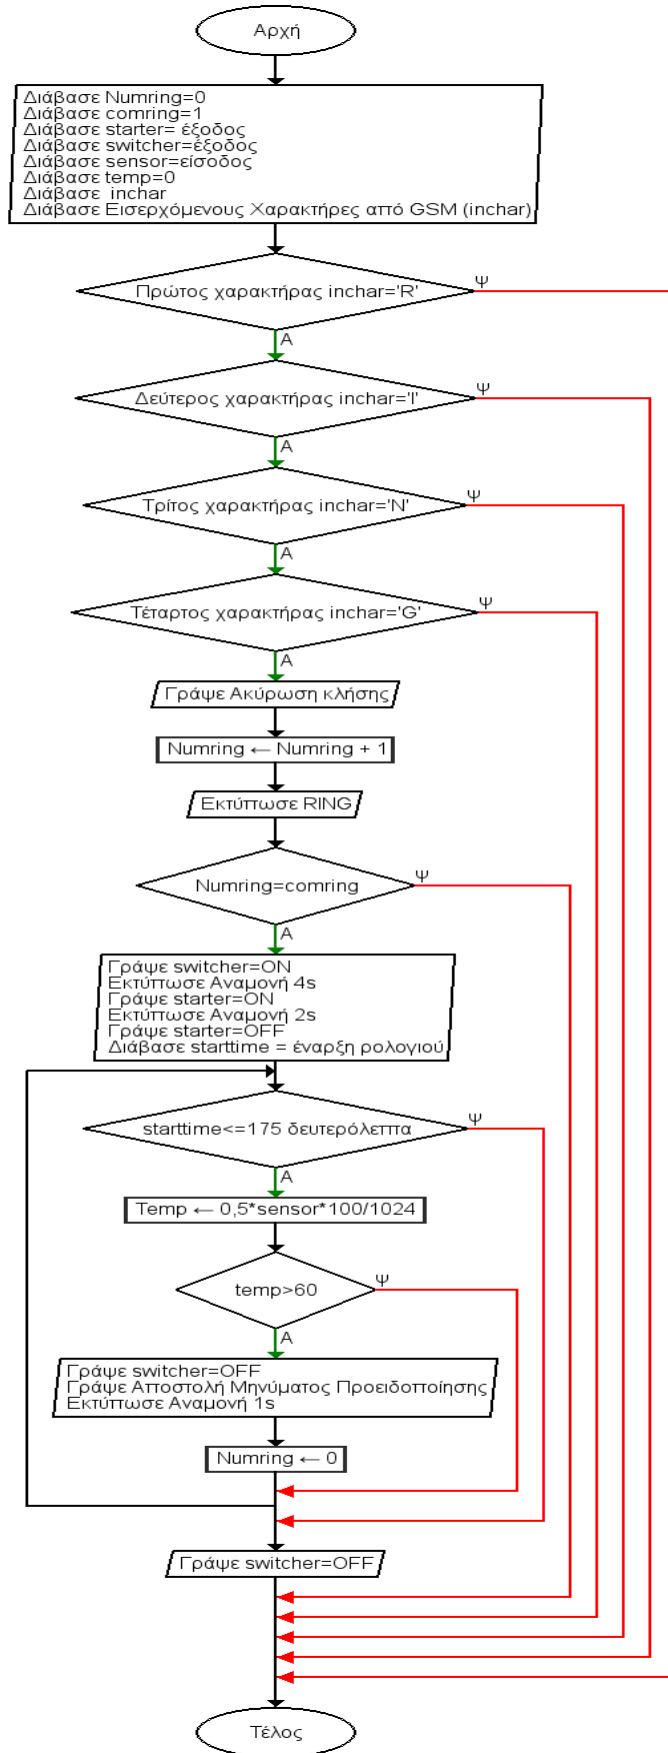 Αρχή
Διάβασε Numring=0
Διάβασε comring=1
Διάβασε starter= έξοδος
Διάβασε switcher=έξοδος
Διάβασε sensor=είσοδος
Διάβασε temp=0
Διάβασε inchar
Διάβασε Εισερχόμενους Χαρακτήρες από GSM (inchar)
Πρώτος χαρακτήρας inchar='R'
Ψ
Α
Δεύτερος χαρακτήρας inchar='I'
Ψ
Α
Τρίτος χαρακτήρας inchar='N'
Ψ
Α
Τέταρτος χαρακτήρας inchar='G'
Ψ
Α
Γράψε Ακύρωση κλήσης
Numring ← Numring + 1
Εκτύπωσε RING
Numring=comring
Ψ
Α
Γράψε switcher=ON
Εκτύπωσε Αναμονή 4s
Γράψε starter=ON
Εκτύπωσε Αναμονή 2s
Γράψε starter=OFF
Διάβασε starttime = έναρξη ρολογιού
starttime<=175 δευτερόλεπτα
Ψ
Α
Temp ← 0,5*sensor*100/1024
temp>60
Ψ
Α
Γράψε switcher=OFF
Γράψε Αποστολή Μηνύματος Προειδοποίησης
Εκτύπωσε Αναμονή 1s
Numring ← 0
Γράψε switcher=OFF
Τέλος